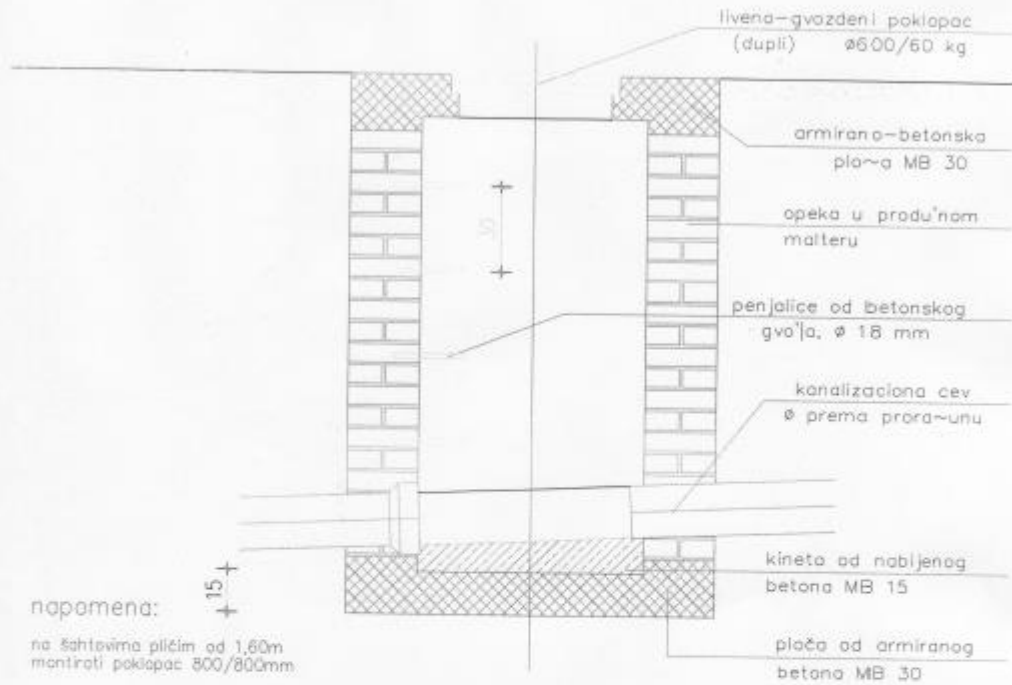 livena-gvozdeni poklopac
(dupli) ø600/60 kg
armirano-betonska
plo~a MB 30
opeka u produ'nom
malteru
penjalice od betonskog
gvo'|a, ø 18 mm
kanalizaciona cev
ø prema prora~unu
kineta od nabijenog
betona MB 15
ploča od armiranog
betona MB 30
15
napomena:
na šahtovima plićim od 1,60m
montirati poklopac 800/800mm